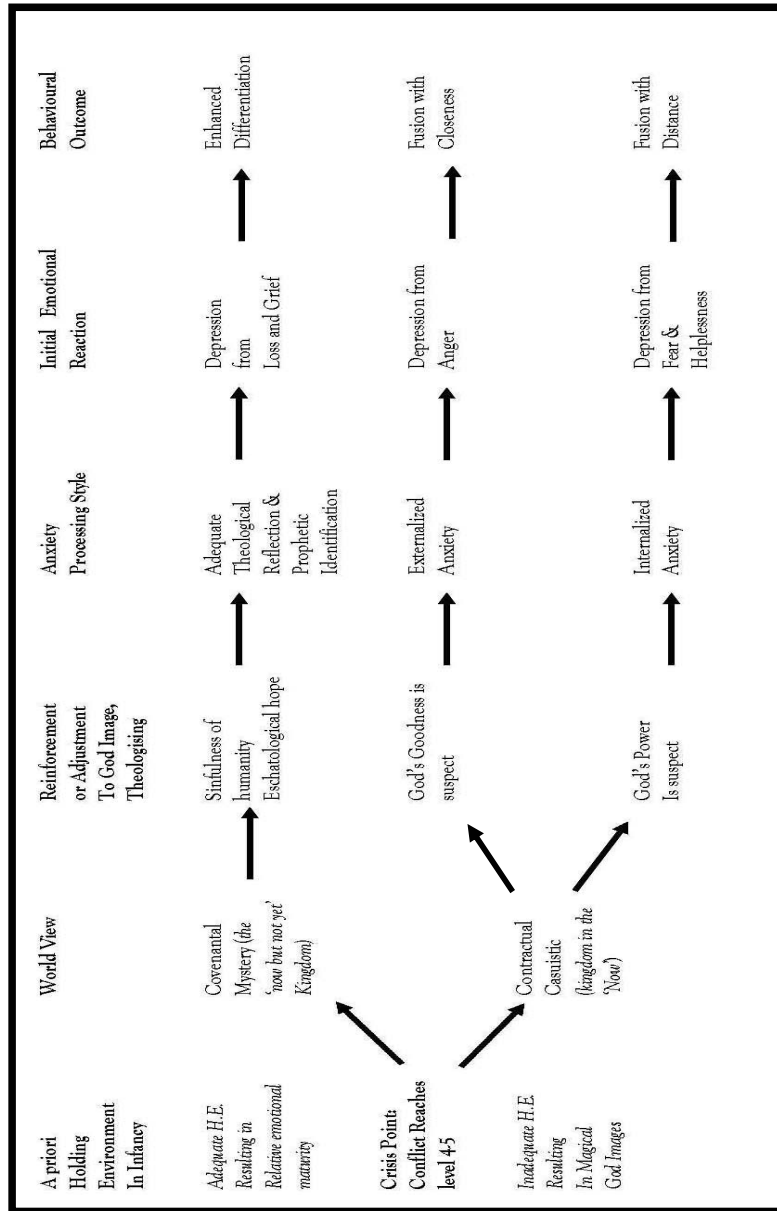 A priori
Holding
Environment
In Infancy
World View
Reinforcement
or Adjustment
To God Image,
Theologising
Anxiety
Processing Style
Initial Emotional
Reaction
Behavioural
Outcome
Adequate H.E.
Resulting in
Relative emotional
maturity
Covenantal
Mystery (the
'now but not yet'
Kingdom)
Sinfulness of
humanity
Eschatological hope
Adequate
Theological
Reflection &
Prophetic
Identification
Depression
from
Loss and Grief
Enhanced
Differentiation
Crisis Point:
Conflict Reaches
level 4-5
God's Goodness is
suspect
Externalized
Anxiety
Depression from
Anger
Fusion with
Closeness
Inadequate H.E.
Resulting
In Magical
God Images
Contractual
Casuistic
(kingdom in the
'Now')
God's Power
Is suspect
Internalized
Anxiety
Depression from
Fear &
Helplessness
Fusion with
Distance